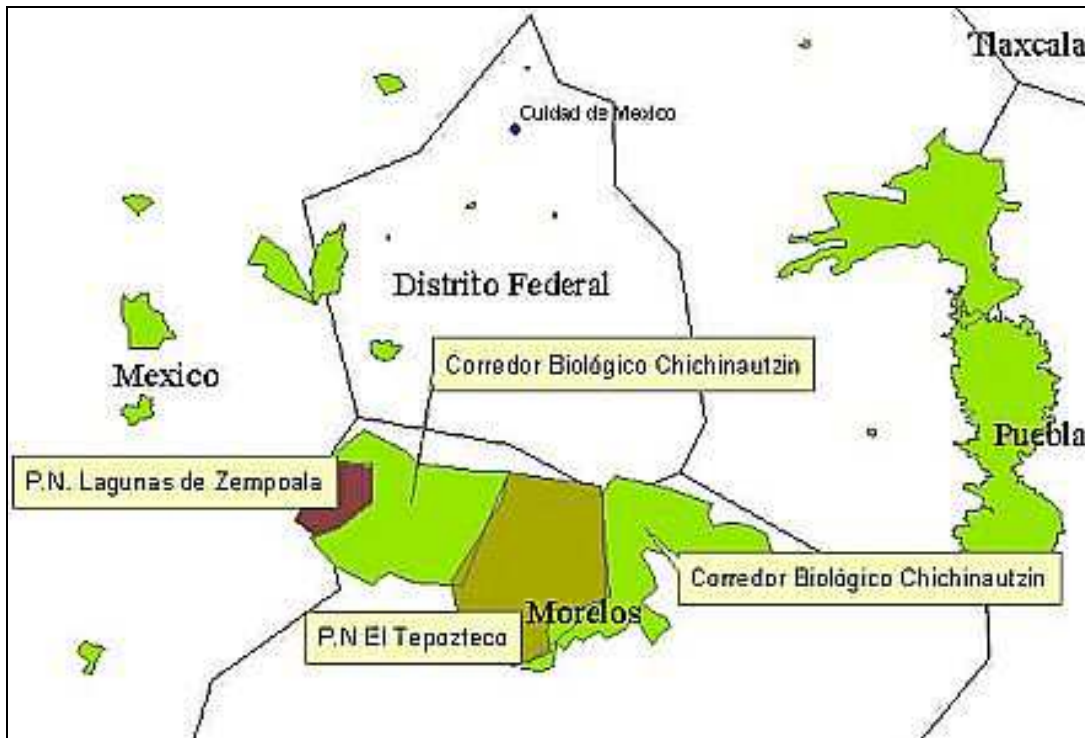 Tlaxcala
Cuidad de Mexico
Distrito Federal
Corredor Biológico Chichinautzin
Mexico
Puebla
P.N. Lagunas de Zempoala
Corredor Biológico Chichinautzin
Morelos
P.N El Tepozteco